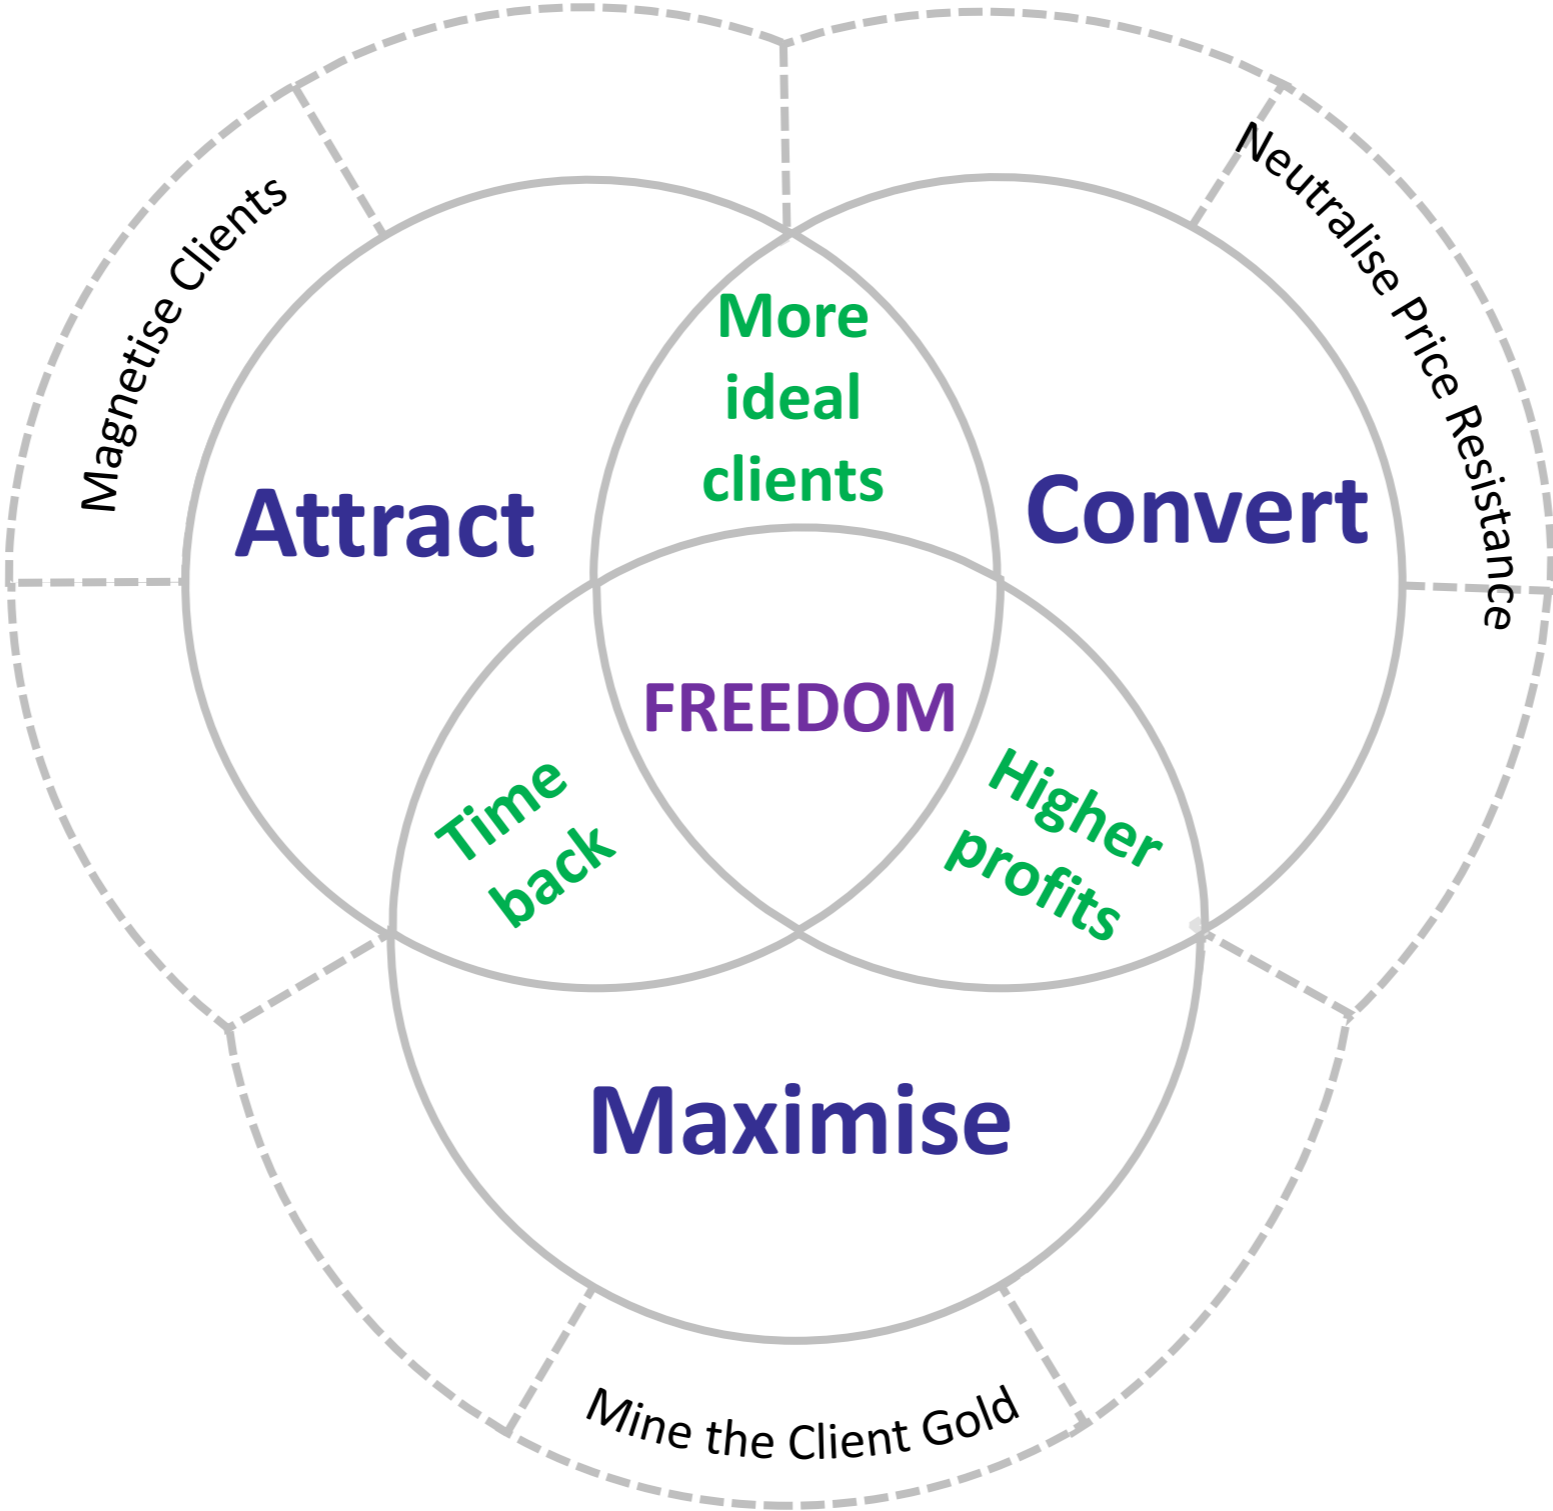 Magnetise Clients
Neutralise Price Resistance
More
ideal
clients
Attract
Convert
FREEDOM
Time
back
Higher
profits
Maximise
Mine the Client Gold